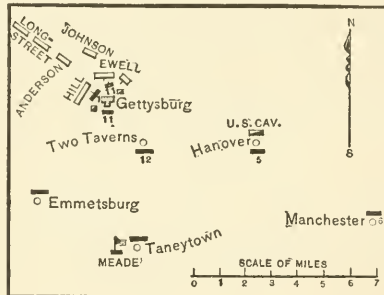 LONG-
STREET
JOHNSON
ANDERSON
EWELL
HILL
11
Gettysburg
11
N
S
Two Taverns
12
U.S. CAV.
Hanover
5
Emmetsburg
Manchester
6
Taneytown
MEADE
SCALE OF MILES
0 1 2 3 4 5 6 7